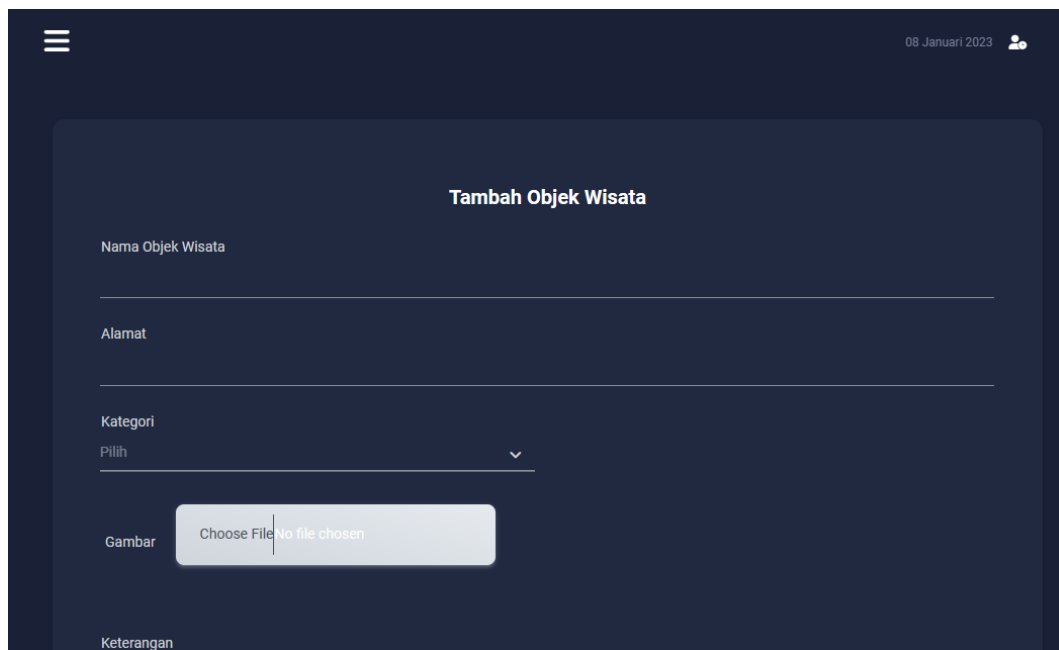 08 Januari 2023
Tambah Objek Wisata
Nama Objek Wisata
Alamat
Kategori
Pilih
Gambar Choose File No file chosen
Keterangan